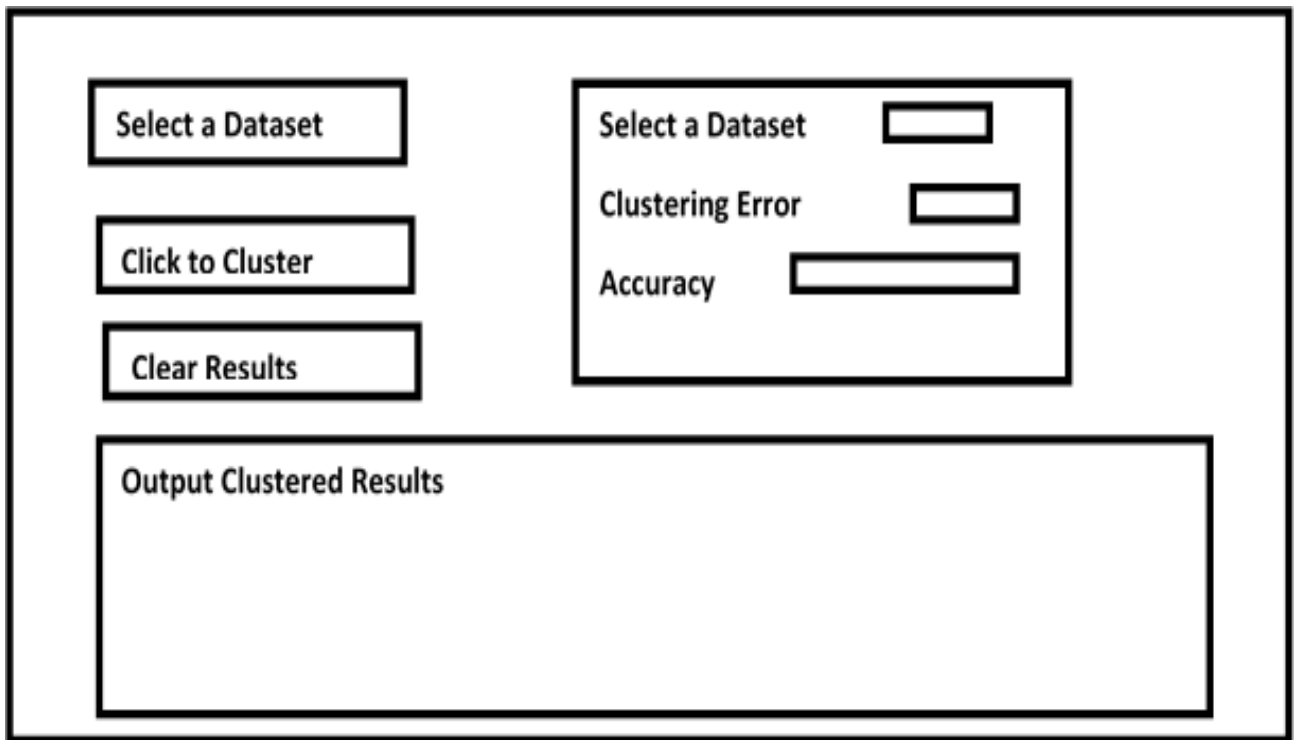 Select a Dataset
Click to Cluster
Clear Results
Select a Dataset
Clustering Error
Accuracy
Output Clustered Results